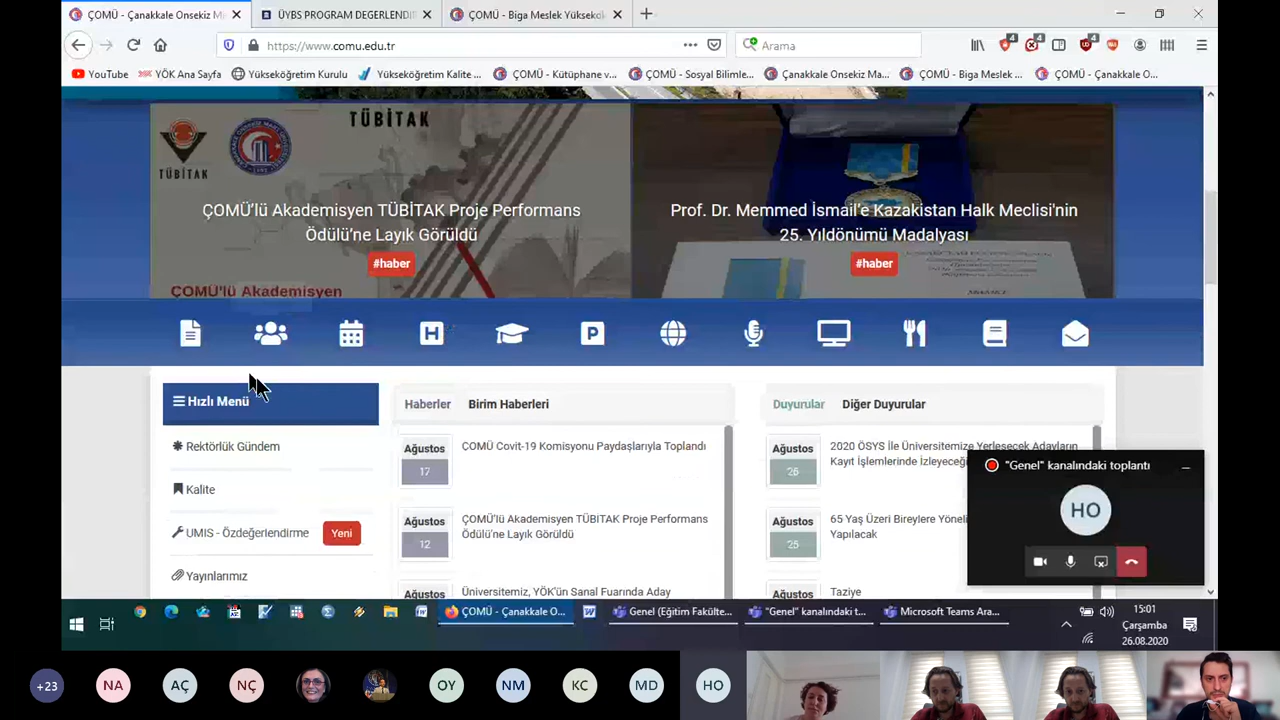 ÇOMÜ - Çanakkale Onsekiz Ma
ÜYBS PROGRAM DEGERLENDİ
ÇOMÜ - Biga Meslek Yüksekok
https://www.comu.edu.tr
Arama
4
4
4
YouTube
YÖK Ana Sayfa
Yükseköğretim Kurulu
Yükseköğretim Kalite ...
ÇOMÜ - Kütüphane v...
ÇOMÜ - Sosyal Bilimle...
Çanakkale Onsekiz Ma...
ÇOMÜ - Biga Meslek ...
ÇOMÜ - Çanakkale O...
TÜBİTAK
TÜBİTAK
ÇOMÜ'lü Akademisyen TÜBİTAK Proje Performans
Ödülü'ne Layık Görüldü
#haber
ÇOMÜ'lü Akademisyen
Prof. Dr. Memmed İsmail'e Kazakistan Halk Meclisi'nin
25. Yıldönümü Madalyası
#haber
H
P
Hızlı Menü
Rektörlük Gündem
Kalite
UMIS - Özdeğerlendirme
Yeni
Yayınlarımız
Haberler
Birim Haberleri
Ağustos
17
ÇOMÜ Covit-19 Komisyonu Paydaşlarıyla Toplandı
Ağustos
12
ÇOMÜ'lü Akademisyen TÜBİTAK Proje Performans
Ödülü'ne Layık Görüldü
Ağustos
Üniversitemiz, YÖK'ün Sanal Fuarında Aday
Duyurular
Diğer Duyurular
Ağustos
26
2020 ÖSYS İle Üniversitemize Yerleşecek Adayların
Kayıt İşlemlerinde İzleyeceğ
Ağustos
25
65 Yaş Üzeri Bireylere Yöneli
Yapılacak
Ağustos
Taziye
"Genel" kanalındaki toplantı
HO
ÇOMÜ - Çanakkale O...
Genel (Eğitim Fakülte...
"Genel" kanalındaki t...
Microsoft Teams Ara...
15:01
Çarşamba
26.08.2020
+23
NA
AÇ
NÇ
OY
NM
KC
MD
HO